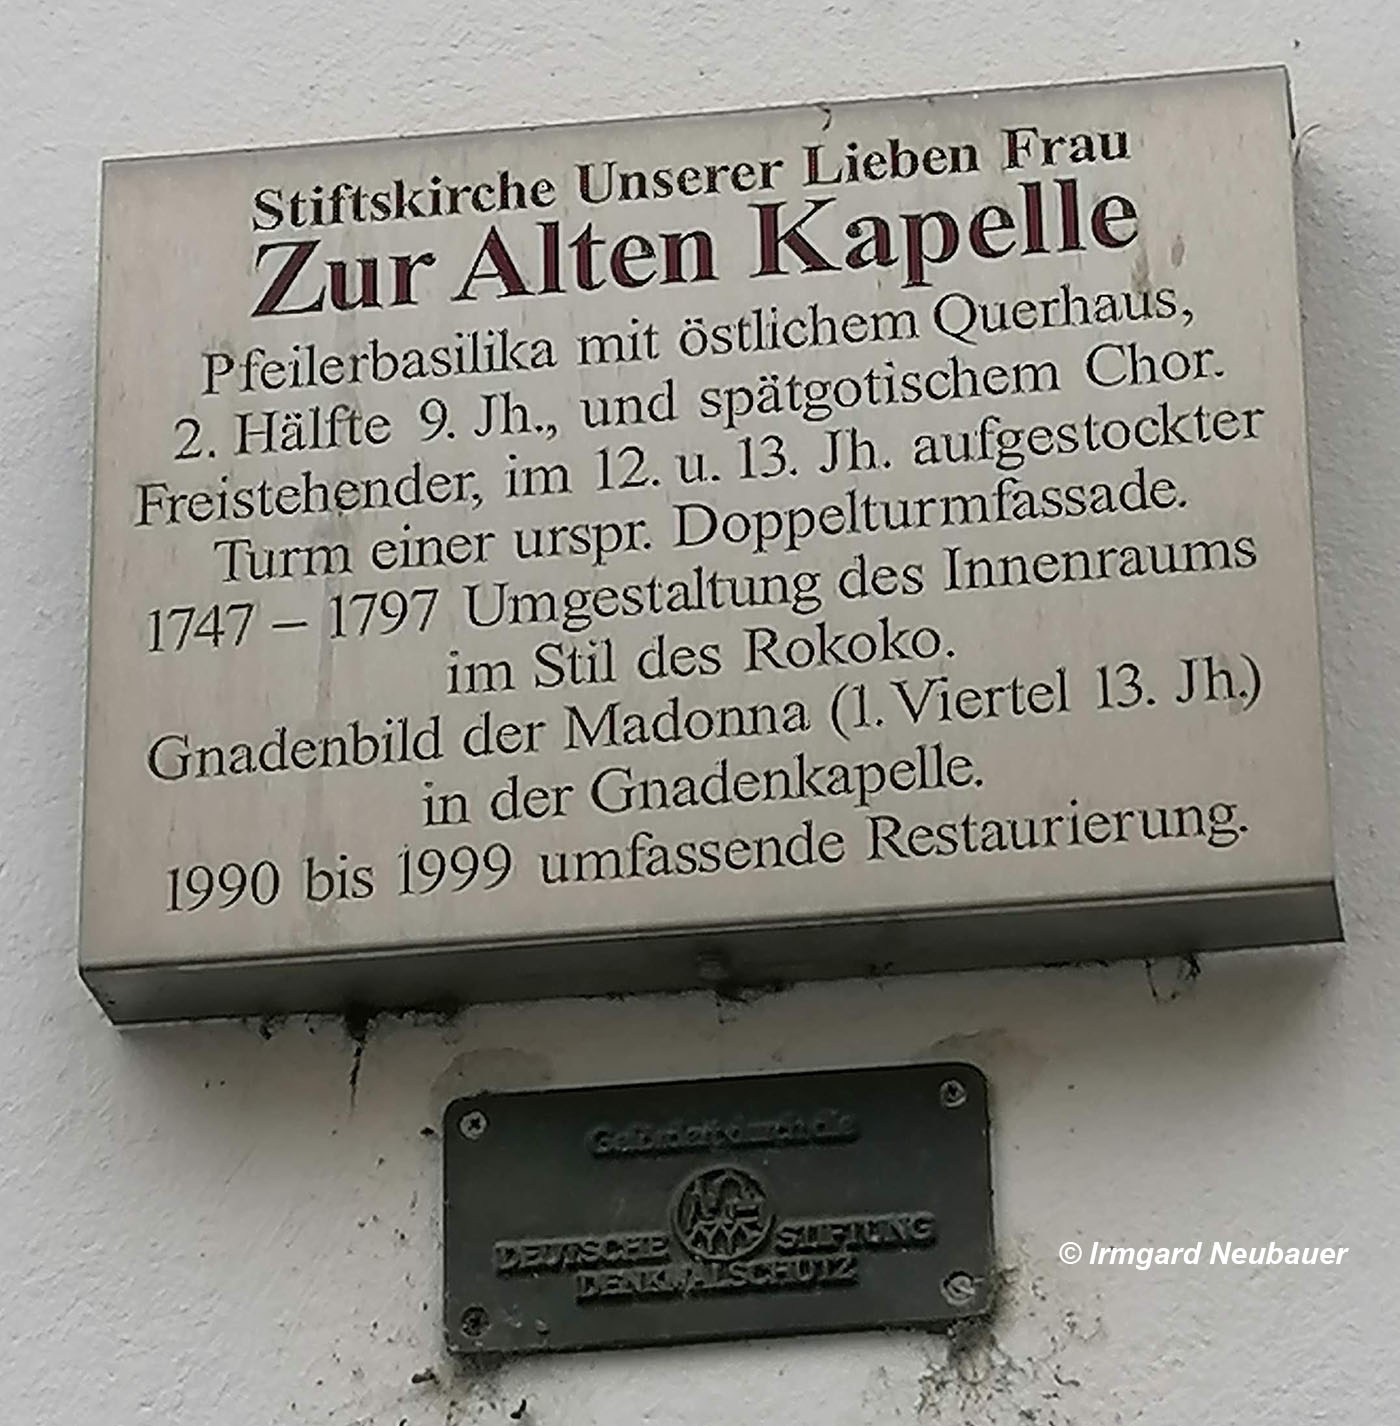 Stiftskirche Unserer Lieben Frau
Zur Alten Kapelle
Pfeilerbasilika mit östlichem Querhaus,
2. Hälfte 9. Jh., und spätgotischem Chor.
Freistehender, im 12. u. 13. Jh. aufgestockter
Turm einer urspr. Doppelturmfassade.
1747 – 1797 Umgestaltung des Innenraums
im Stil des Rokoko.
Gnadenbild der Madonna (1. Viertel 13. Jh.)
in der Gnadenkapelle.
1990 bis 1999 umfassende Restaurierung.
Gefördert durch die
DEUTSCHE STIFTUNG
DENKMALSCHUTZ
© Irmgard Neubauer